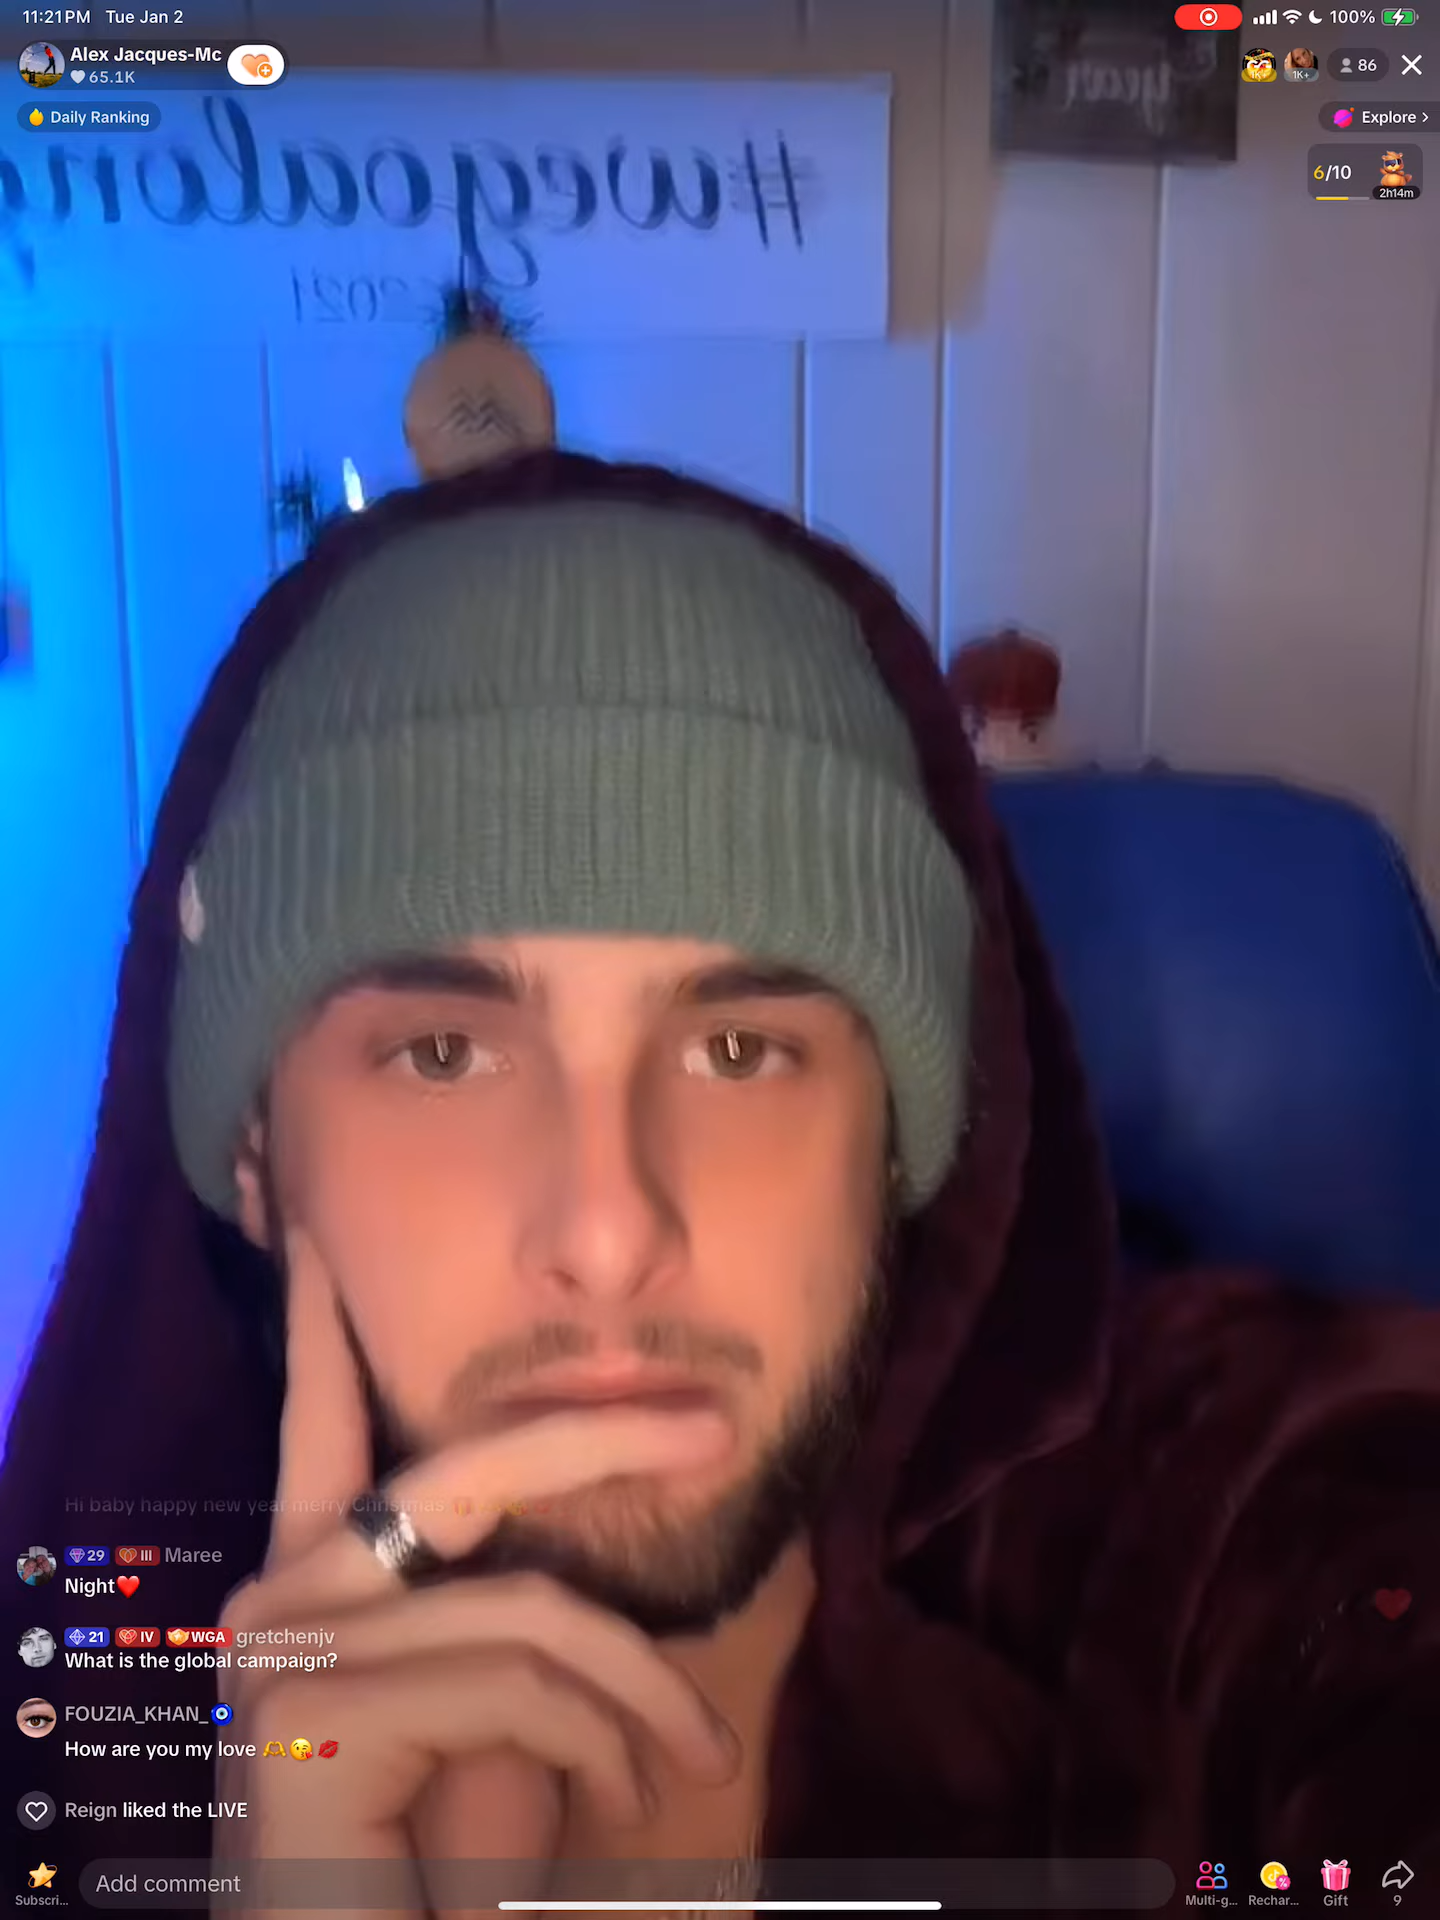 11:21 PM Tue Jan 2
100%
Alex Jacques-Mc
65.1K
1K+
1K+
86
Daily Ranking
Explore >
#wegoalong
2021
6/10
2h14m
Hi baby happy new year merry Christmas
29 III Maree
Night❤️
21 IV WGA gretchenjv
What is the global campaign?
FOUZIA_KHAN_🧿
How are you my love 🫶😘💋
Reign liked the LIVE
Subscri...
Add comment
Multi-g...
Rechar...
Gift
9